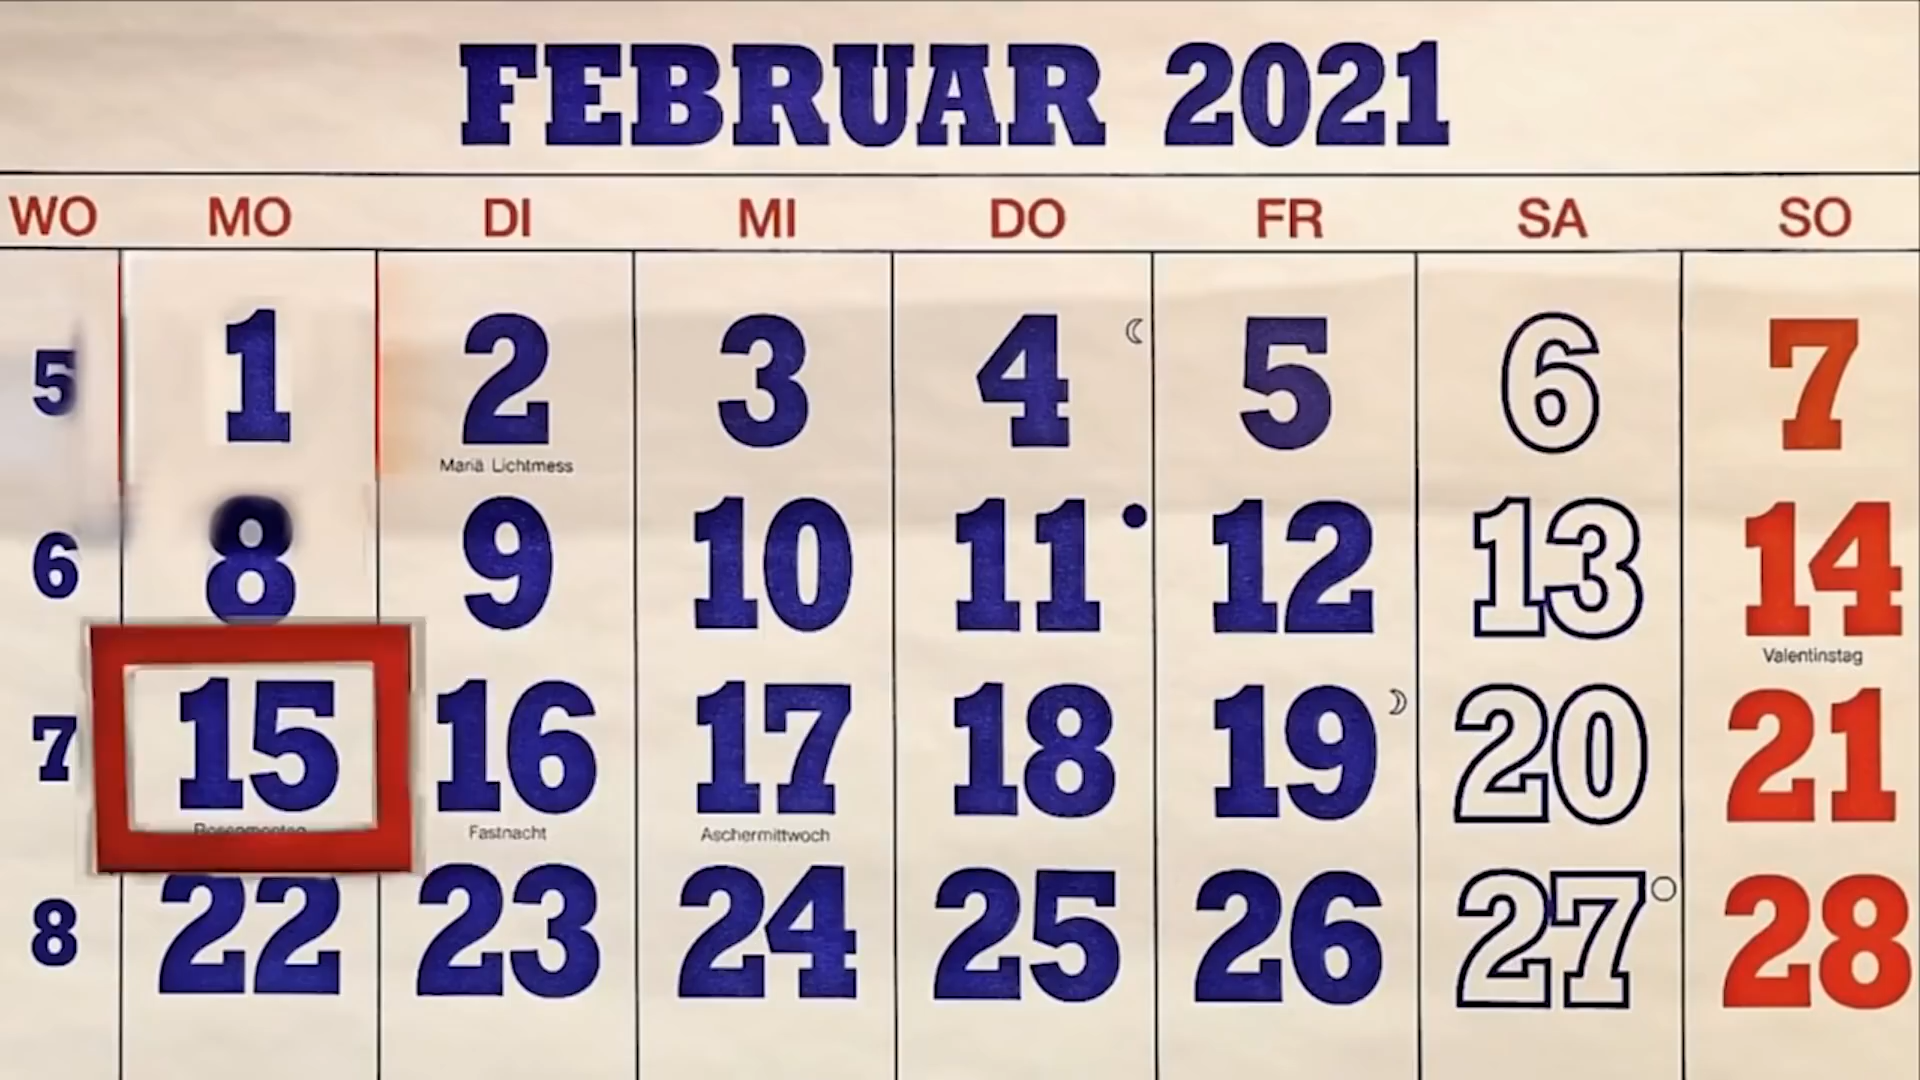 FEBRUAR 2021
WO MO DI MI DO FR SA SO
5 1 2 3 4 5 6 7
Mariä Lichtmess
6 8 9 10 11 12 13 14
Valentinstag
7 15 16 17 18 19 20 21
Rosenmontag Fastnacht Aschermittwoch
8 22 23 24 25 26 27 28